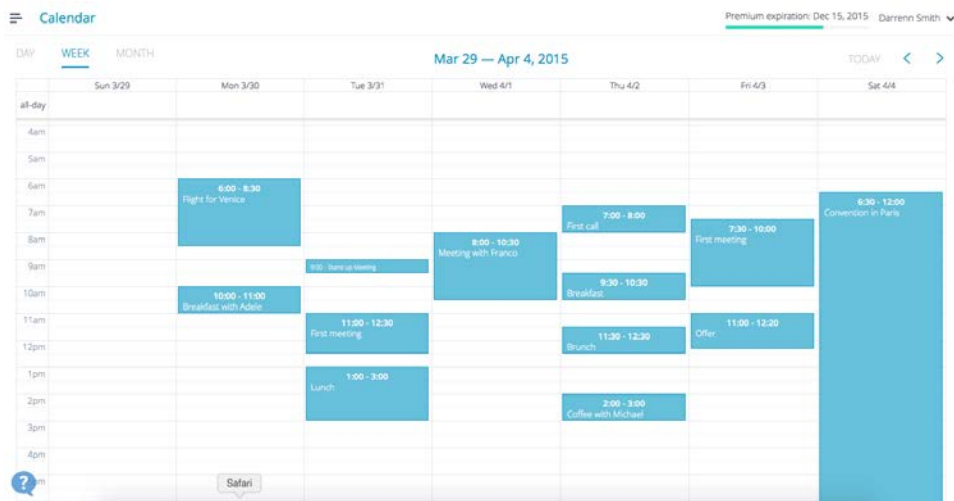 Calendar
Premium expiration: Dec 15, 2015 Darrenn Smith
DAY WEEK MONTH
Mar 29 — Apr 4, 2015
TODAY
Sun 3/29 Mon 3/30 Tue 3/31 Wed 4/1 Thu 4/2 Fri 4/3 Sat 4/4
all-day
4am
5am
6am
6:00 - 8:30
Flight for Venice
6:30 - 12:00
Convention in Paris
7am
7:00 - 8:00
First call
7:30 - 10:00
First meeting
8am
8:00 - 10:30
Meeting with Franco
9am
9:00 - Stand up Meeting
9:30 - 10:30
Breakfast
10am
10:00 - 11:00
Breakfast with Adele
11am
11:00 - 12:30
First meeting
11:00 - 12:20
Offer
11:30 - 12:30
Brunch
12pm
1pm
1:00 - 3:00
Lunch
2pm
2:00 - 3:00
Coffee with Michael
3pm
4pm
?
Safari